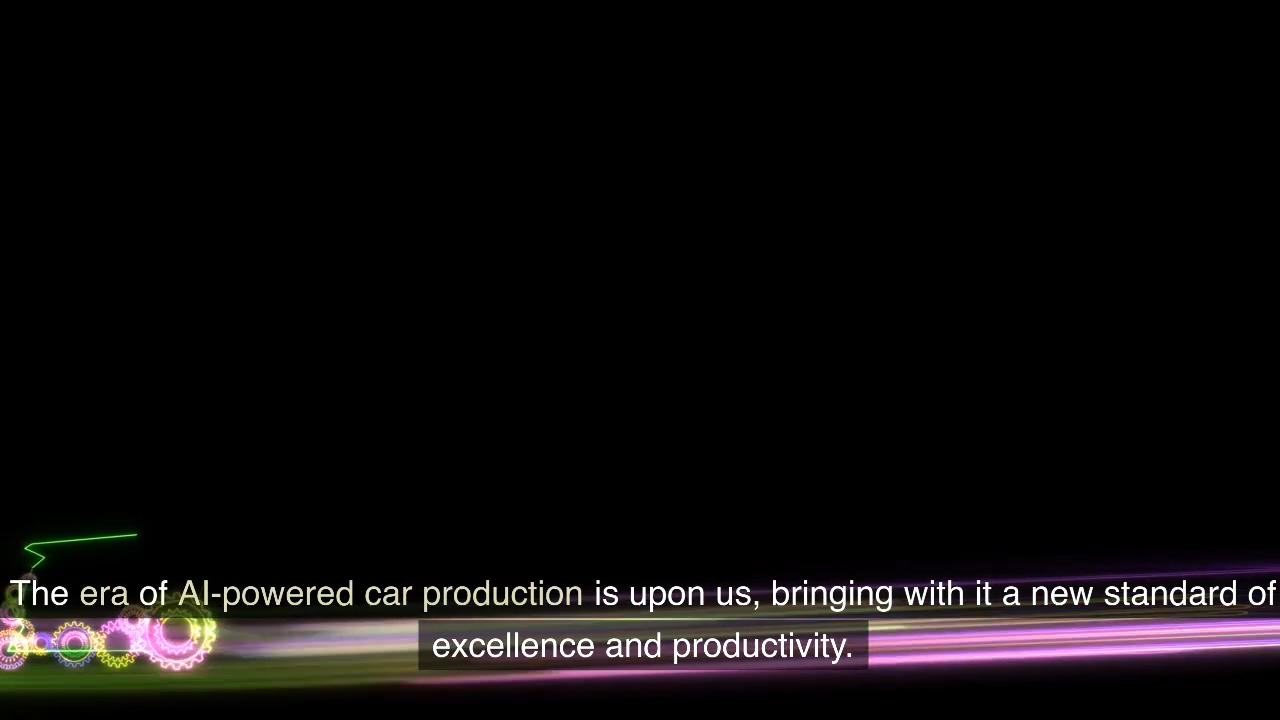 The era of AI-powered car production is upon us, bringing with it a new standard of
excellence and productivity.